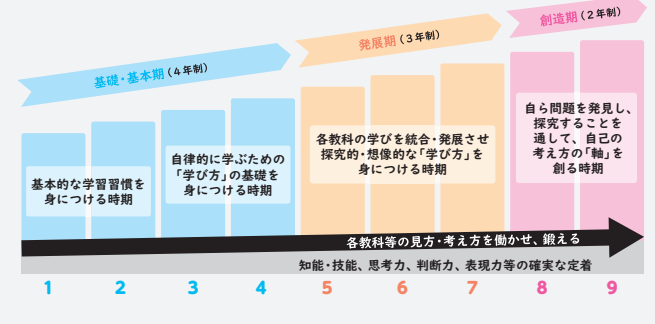 基礎・基本期(4年制)
発展期(3年制)
創造期(2年制)
基本的な学習習慣を
身につける時期
自律的に学ぶための
「学び方」の基礎を
身につける時期
各教科の学びを統合・発展させ
探究的・想像的な「学び方」を
身につける時期
自ら問題を発見し、
探究することを
通して、自己の
考え方の「軸」を
創る時期
各教科等の見方・考え方を働かせ、鍛える
知能・技能、思考力、判断力、表現力等の確実な定着
1 2 3 4 5 6 7 8 9